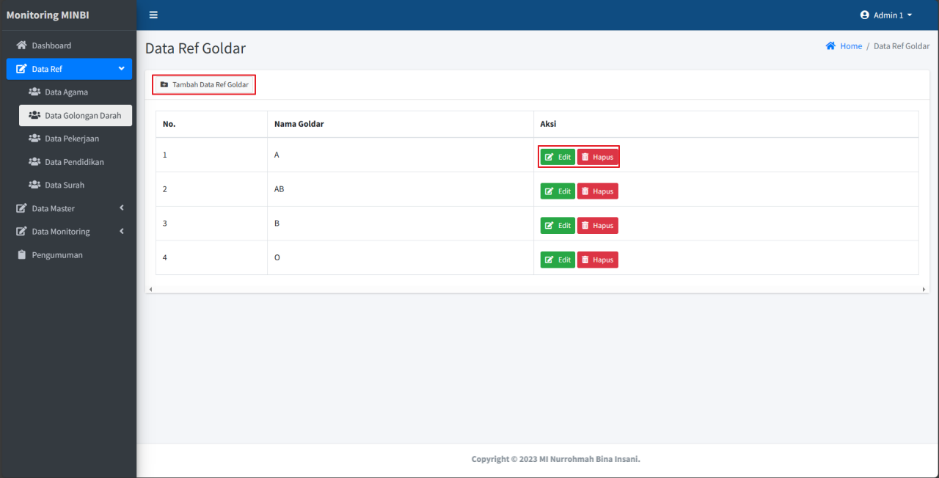 Monitoring MINBI
Admin 1
Dashboard
Data Ref
Data Agama
Data Golongan Darah
Data Pekerjaan
Data Pendidikan
Data Surah
Data Master
Data Monitoring
Pengumuman
Data Ref Goldar
Home / Data Ref Goldar
Tambah Data Ref Goldar
No. Nama Goldar Aksi
1 A Edit Hapus
2 AB Edit Hapus
3 B Edit Hapus
4 O Edit Hapus
Copyright © 2023 MI Nurrohmah Bina Insani.